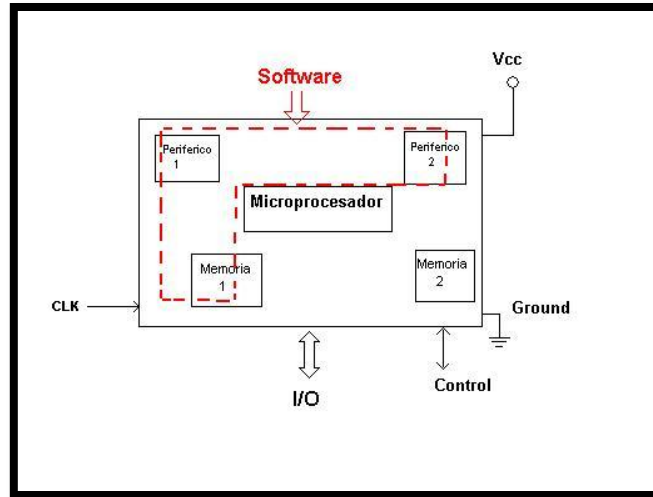 Vcc
Software
Periferico
1
Periferico
2
Microprocesador
Memoria
1
Memoria
2
CLK
Ground
I/O
Control